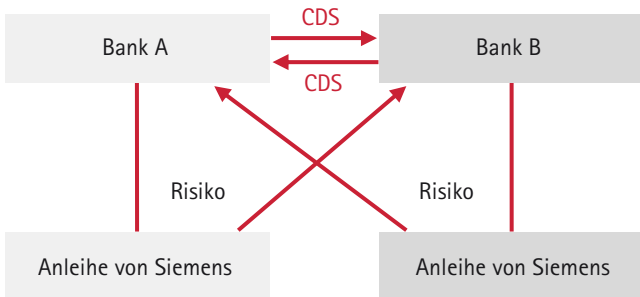 CDS
Bank A
Bank B
CDS
Risiko
Risiko
Anleihe von Siemens
Anleihe von Siemens